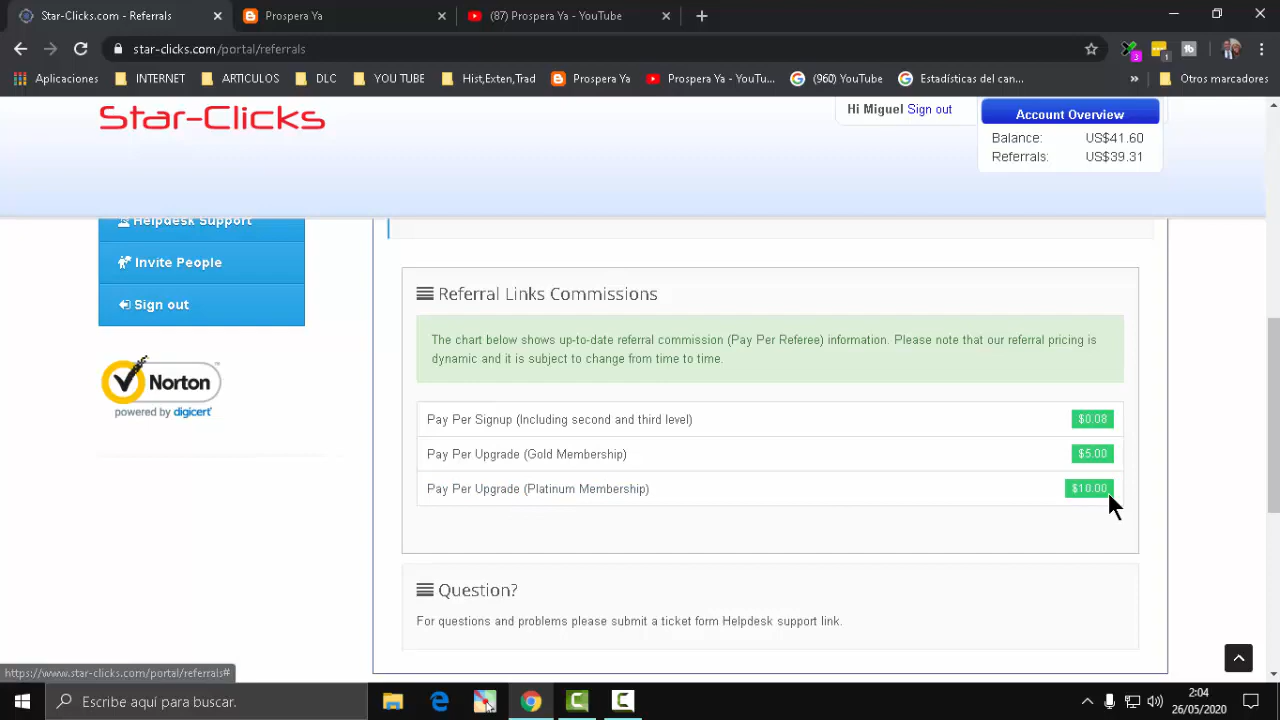 Star-Clicks.com - Referrals
Prospera Ya
(87) Prospera Ya - YouTube
star-clicks.com/portal/referrals
3
1
Aplicaciones
INTERNET
ARTICULOS
DLC
YOU TUBE
Hist,Exten,Trad
Prospera Ya
Prospera Ya - YouTu...
(960) YouTube
Estadísticas del can...
Otros marcadores
Star-Clicks
Hi Miguel Sign out
Account Overview
Balance: US$41.60
Referrals: US$39.31
Helpdesk Support
Invite People
Sign out
Norton
powered by digicert
Referral Links Commissions
The chart below shows up-to-date referral commission (Pay Per Referee) information. Please note that our referral pricing is
dynamic and it is subject to change from time to time.
Pay Per Signup (Including second and third level) $0.08
Pay Per Upgrade (Gold Membership) $5.00
Pay Per Upgrade (Platinum Membership) $10.00
Question?
For questions and problems please submit a ticket form Helpdesk support link.
https://www.star-clicks.com/portal/referrals#
Escribe aquí para buscar.
2:04
26/05/2020